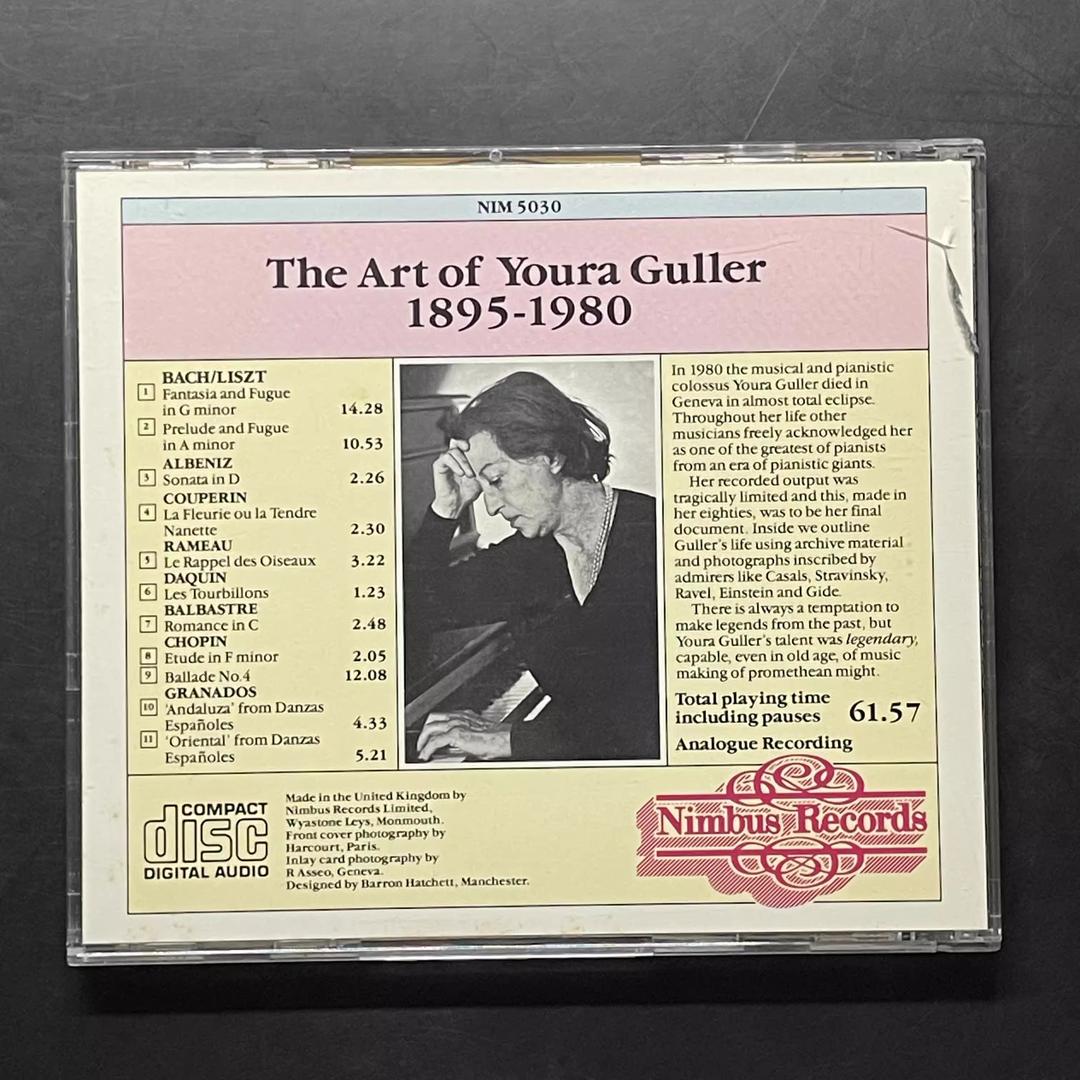 NIM 5030
The Art of Youra Guller
1895-1980
BACH/LISZT
1 Fantasia and Fugue
in G minor 14.28
2 Prelude and Fugue
in A minor 10.53
ALBENIZ
3 Sonata in D 2.26
COUPERIN
4 La Fleurie ou la Tendre
Nanette 2.30
RAMEAU
5 Le Rappel des Oiseaux 3.22
DAQUIN
6 Les Tourbillons 1.23
BALBASTRE
7 Romance in C 2.48
CHOPIN
8 Etude in F minor 2.05
9 Ballade No.4 12.08
GRANADOS
10 'Andaluza' from Danzas
Españoles 4.33
11 'Oriental' from Danzas
Españoles 5.21
In 1980 the musical and pianistic
colossus Youra Guller died in
Geneva in almost total eclipse.
Throughout her life other
musicians freely acknowledged her
as one of the greatest of pianists
from an era of pianistic giants.
Her recorded output was
tragically limited and this, made in
her eighties, was to be her final
document. Inside we outline
Guller's life using archive material
and photographs inscribed by
admirers like Casals, Stravinsky,
Ravel, Einstein and Gide.
There is always a temptation to
make legends from the past, but
Youra Guller's talent was legendary,
capable, even in old age, of music
making of promethean might.
Total playing time
including pauses 61.57
Analogue Recording
COMPACT
disc
DIGITAL AUDIO
Made in the United Kingdom by
Nimbus Records Limited,
Wyastone Leys, Monmouth.
Front cover photography by
Harcourt, Paris.
Inlay card photography by
R Asseo, Geneva.
Designed by Barron Hatchett, Manchester.
Nimbus Records